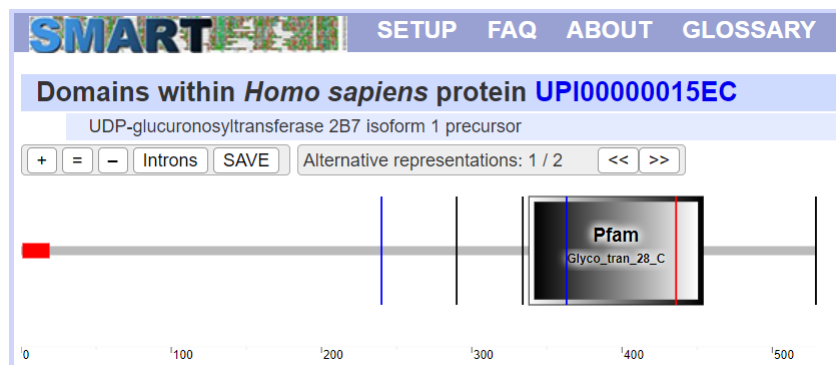 SMART SETUP FAQ ABOUT GLOSSARY
Domains within Homo sapiens protein UPI00000015EC
UDP-glucuronosyltransferase 2B7 isoform 1 precursor
+ = − Introns SAVE Alternative representations: 1 / 2 << >>
Pfam
Glyco_tran_28_C
0 100 200 300 400 500